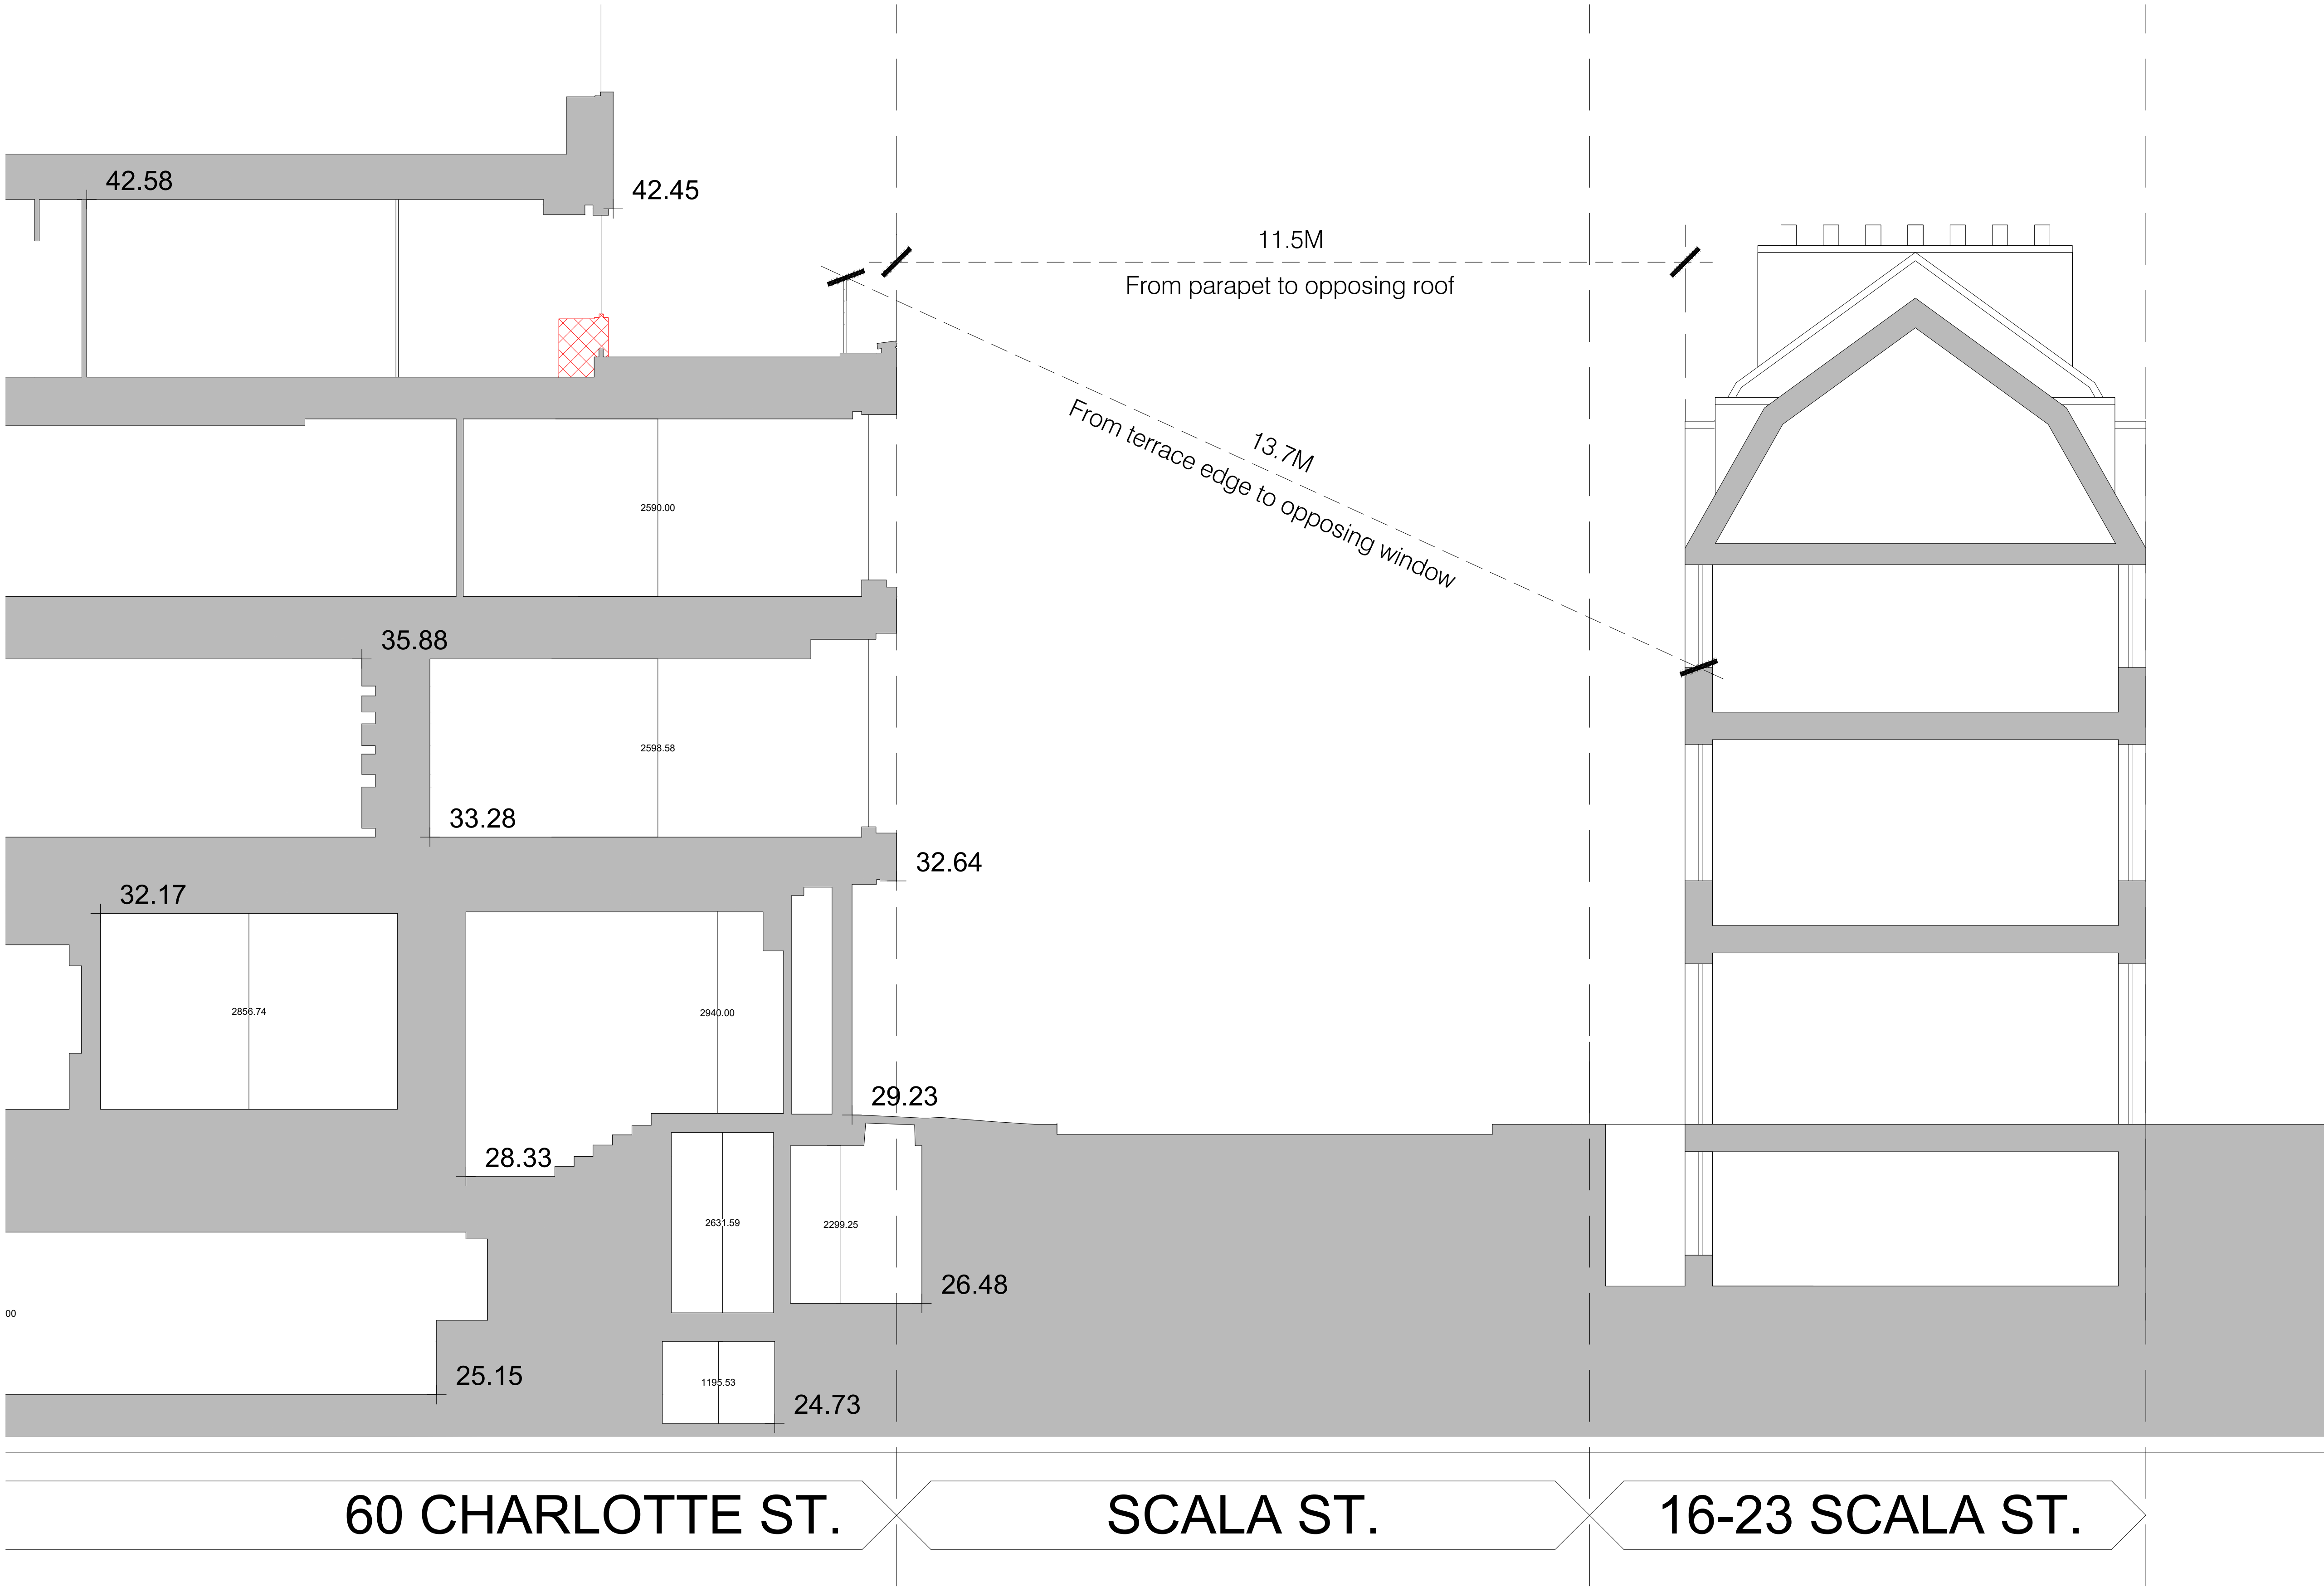 42.58
42.45
11.5M
From parapet to opposing roof
13.7M
From terrace edge to opposing window
2590.00
35.88
2598.58
33.28
32.64
32.17
2856.74
2940.00
29.23
28.33
2631.59
2299.25
26.48
00
25.15
1195.53
24.73
60 CHARLOTTE ST.
SCALA ST.
16-23 SCALA ST.